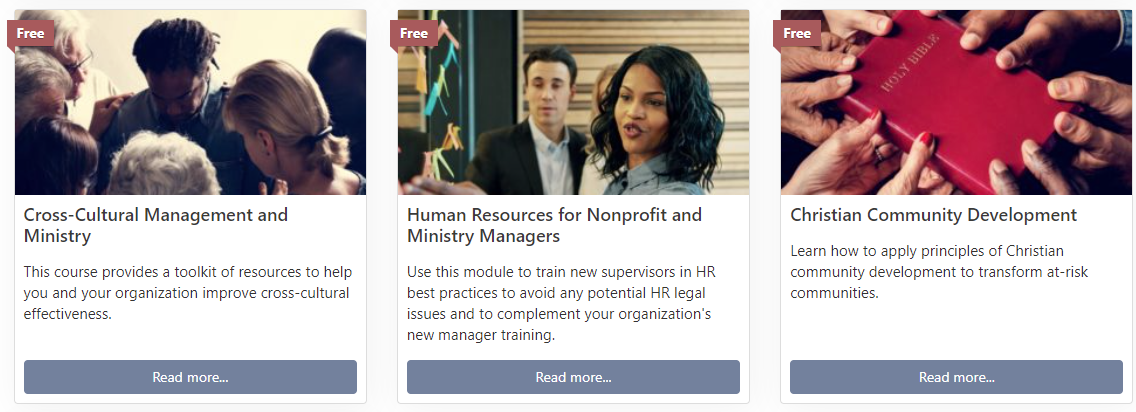 Free
Cross-Cultural Management and
Ministry
This course provides a toolkit of resources to help
you and your organization improve cross-cultural
effectiveness.
Read more...
Free
Human Resources for Nonprofit and
Ministry Managers
Use this module to train new supervisors in HR
best practices to avoid any potential HR legal
issues and to complement your organization's
new manager training.
Read more...
Free
HOLY BIBLE
Christian Community Development
Learn how to apply principles of Christian
community development to transform at-risk
communities.
Read more...